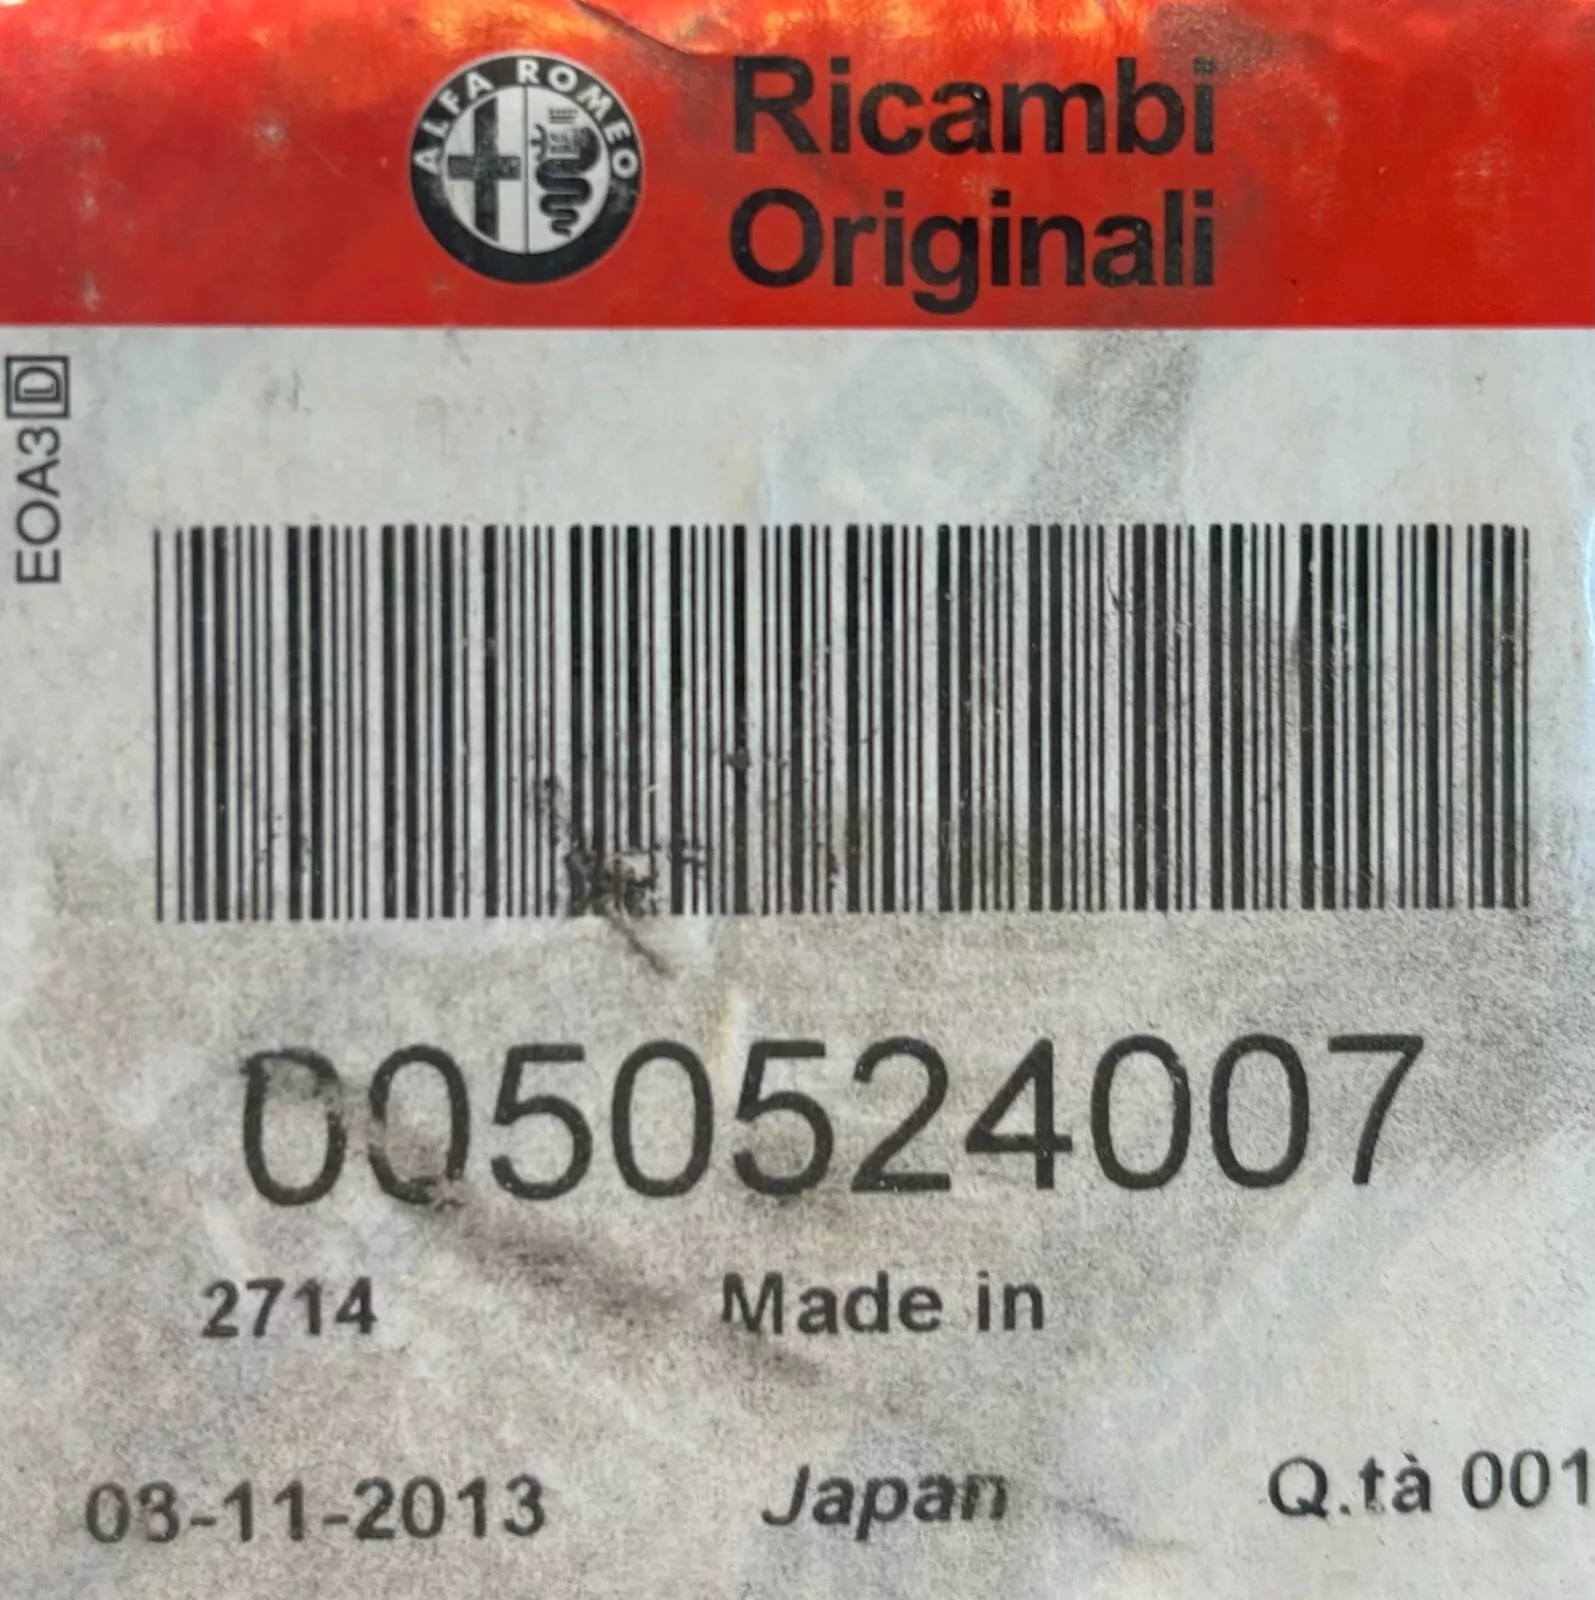 ALFA ROMEO
Ricambi
Originali
EOA3 D
0050524007
2714
Made in
03-11-2013
Japan
Q.tà 001